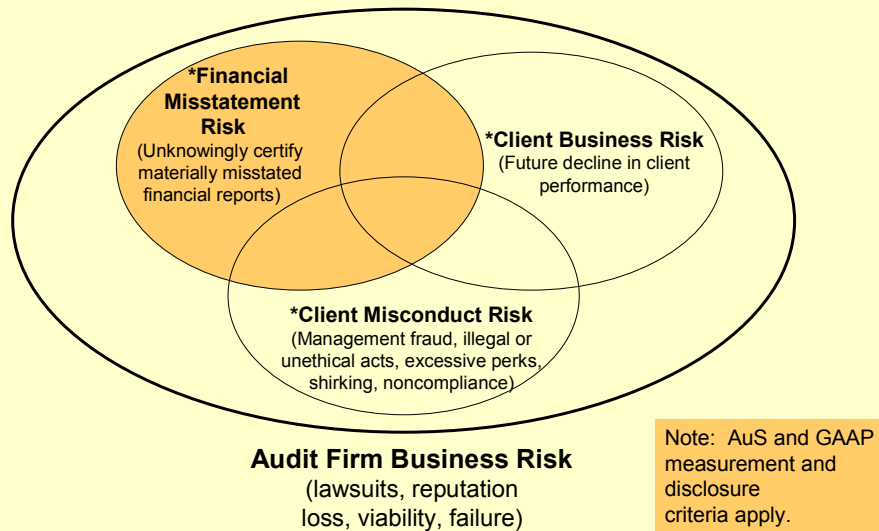 *Financial
Misstatement
Risk
(Unknowingly certify
materially misstated
financial reports)
*Client Business Risk
(Future decline in client
performance)
*Client Misconduct Risk
(Management fraud, illegal or
unethical acts, excessive perks,
shirking, noncompliance)
Audit Firm Business Risk
(lawsuits, reputation
loss, viability, failure)
Note: AuS and GAAP
measurement and
disclosure
criteria apply.